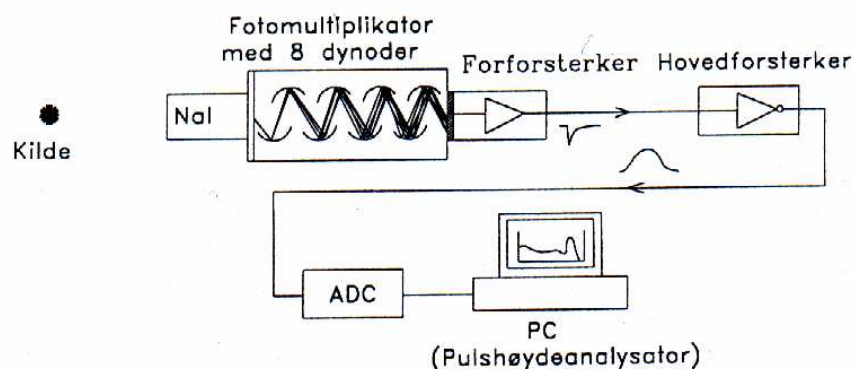 Fotomultiplikator
med 8 dynoder
Forforsterker
Hovedforsterker
NaI
Kilde
ADC
PC
(Pulshøydeanalysator)